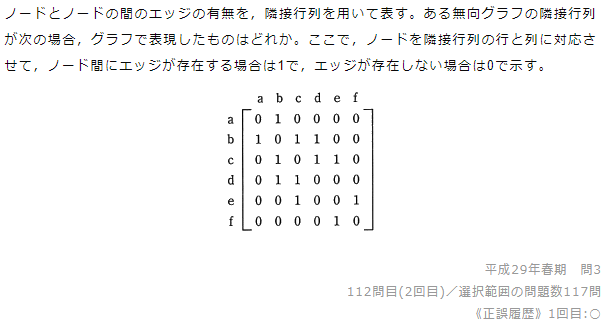 ノードとノードの間のエッジの有無を，隣接行列を用いて表す。ある無向グラフの隣接行列
が次の場合，グラフで表現したものはどれか。ここで，ノードを隣接行列の行と列に対応さ
せて，ノード間にエッジが存在する場合は1で，エッジが存在しない場合は0で示す。
a b c d e f
a 0 1 0 0 0 0
b 1 0 1 1 0 0
c 0 1 0 1 1 0
d 0 1 1 0 0 0
e 0 0 1 0 0 1
f 0 0 0 0 1 0
平成29年春期　問3
112問目(2回目)／選択範囲の問題数117問
《正誤履歴》1回目:○